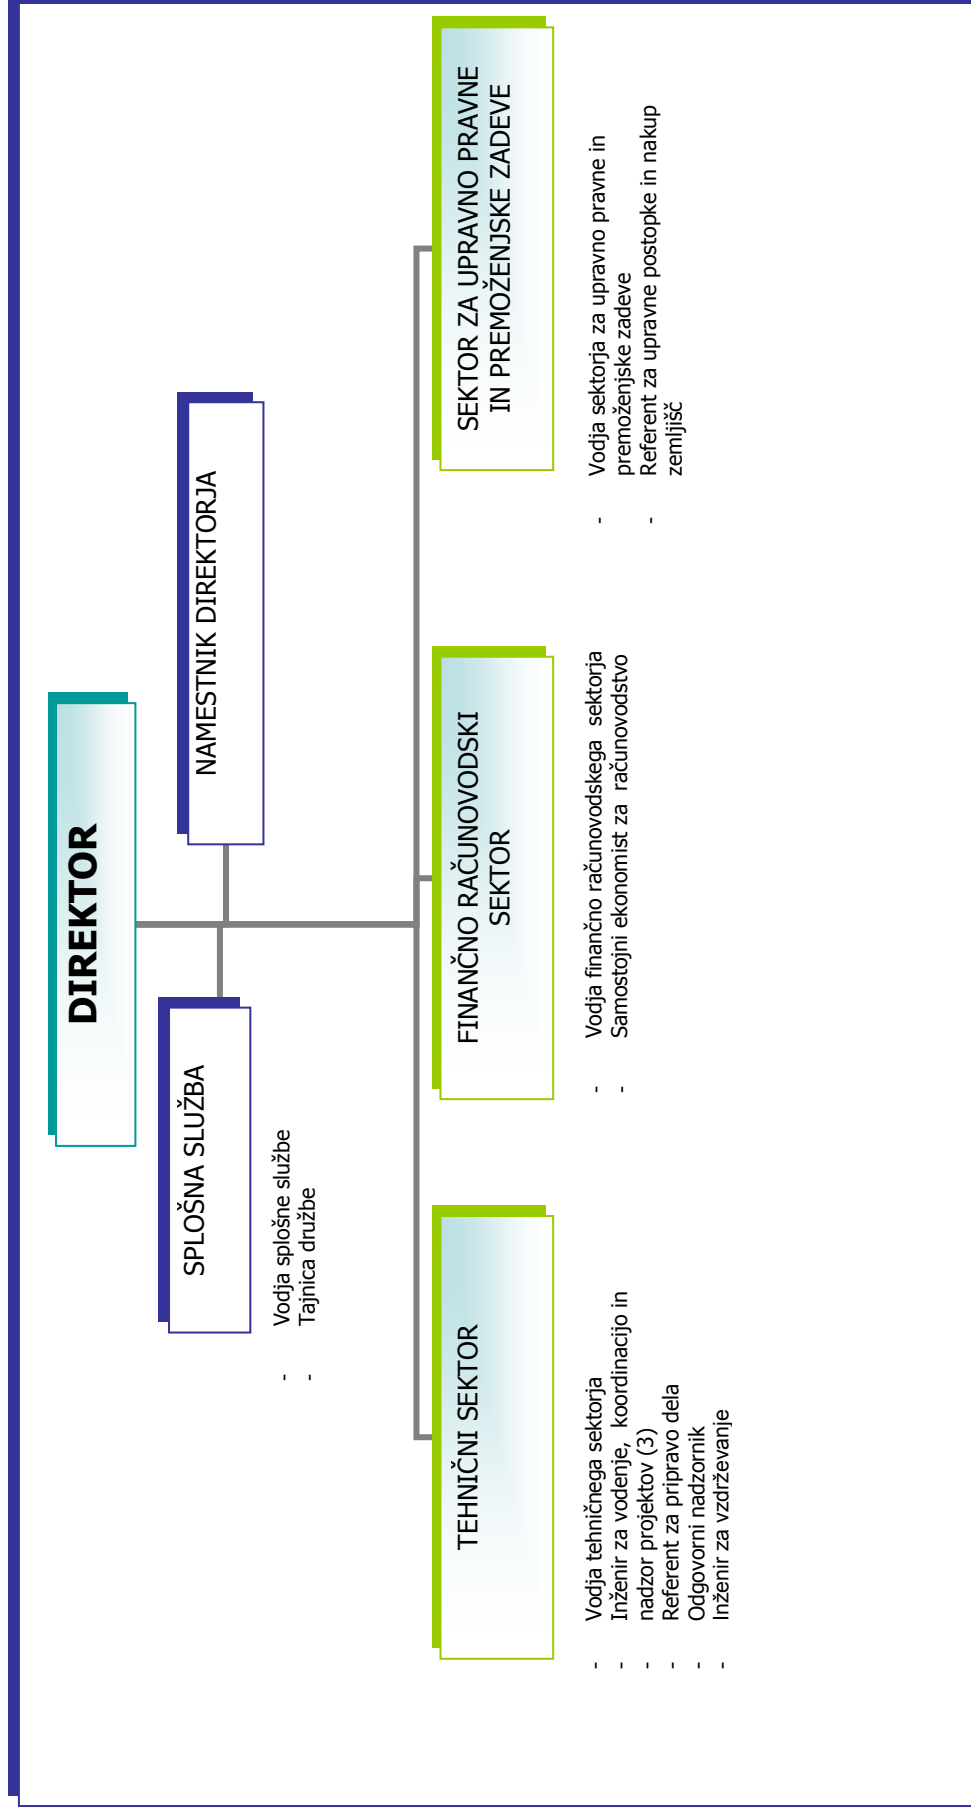 DIREKTOR
SPLOŠNA SLUŽBA
- Vodja splošne službe
- Tajnica družbe
NAMESTNIK DIREKTORJA
TEHNIČNI SEKTOR
- Vodja tehničnega sektorja
- Inženir za vodenje, koordinacijo in
- nadzor projektov (3)
- Referent za pripravo dela
- Odgovorni nadzornik
- Inženir za vzdrževanje
FINANČNO RAČUNOVODSKI
SEKTOR
- Vodja finančno računovodskega sektorja
- Samostojni ekonomist za računovodstvo
SEKTOR ZA UPRAVNO PRAVNE
IN PREMOŽENJSKE ZADEVE
- Vodja sektorja za upravno pravne in
premoženjske zadeve
- Referent za upravne postopke in nakup
zemljišč